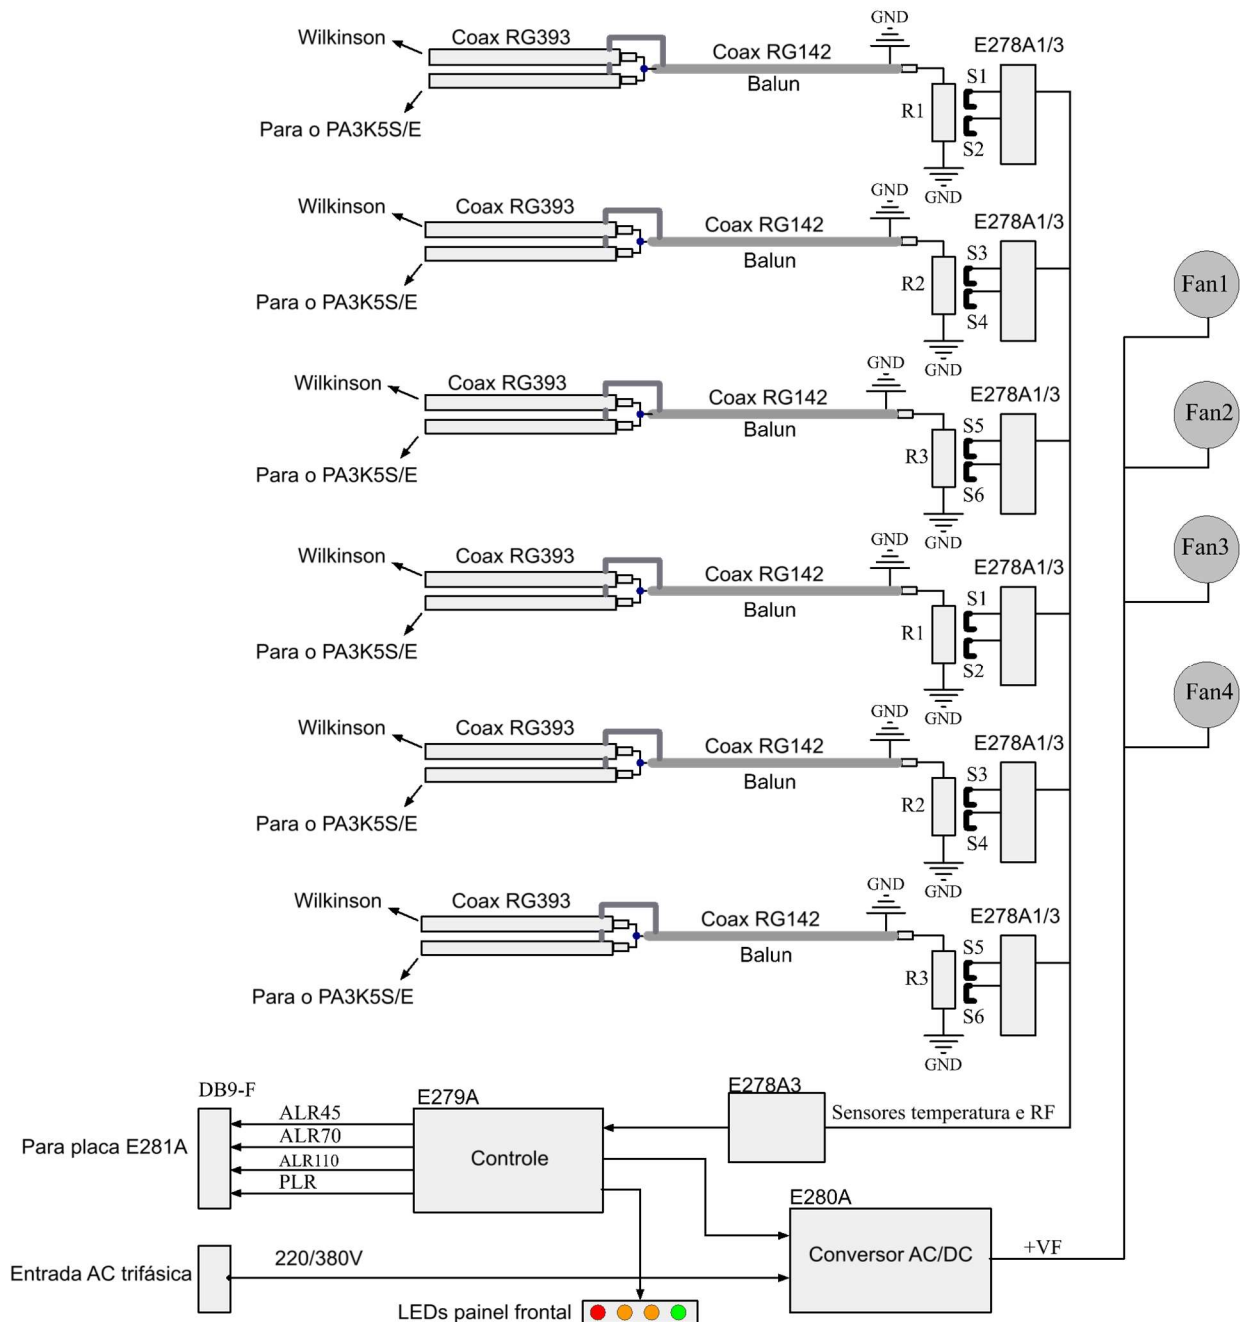 GND
Wilkinson
Coax RG393
Coax RG142
E278A1/3
S1
Balun
R1
Para o PA3K5S/E
S2
GND
GND
Wilkinson
Coax RG393
Coax RG142
E278A1/3
S3
Balun
R2
Para o PA3K5S/E
S4
GND
Fan1
GND
Wilkinson
Coax RG393
Coax RG142
E278A1/3
S5
Balun
R3
Para o PA3K5S/E
S6
GND
Fan2
GND
Wilkinson
Coax RG393
Coax RG142
E278A1/3
S1
Balun
R1
Para o PA3K5S/E
S2
GND
Fan3
GND
Wilkinson
Coax RG393
Coax RG142
E278A1/3
S3
Balun
R2
Para o PA3K5S/E
S4
GND
Fan4
GND
Wilkinson
Coax RG393
Coax RG142
E278A1/3
S5
Balun
R3
Para o PA3K5S/E
S6
GND
DB9-F
E279A
E278A3
Sensores temperatura e RF
Para placa E281A
ALR45
ALR70
ALR110
PLR
Controle
E280A
Conversor AC/DC
+VF
Entrada AC trifásica
220/380V
LEDs painel frontal